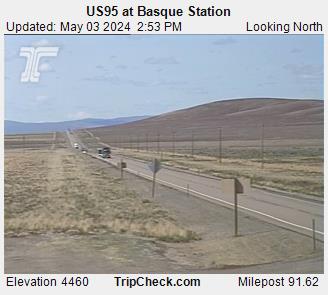 US95 at Basque Station
Updated: May 03 2024 2:53 PM Looking North
Elevation 4460 TripCheck.com Milepost 91.62